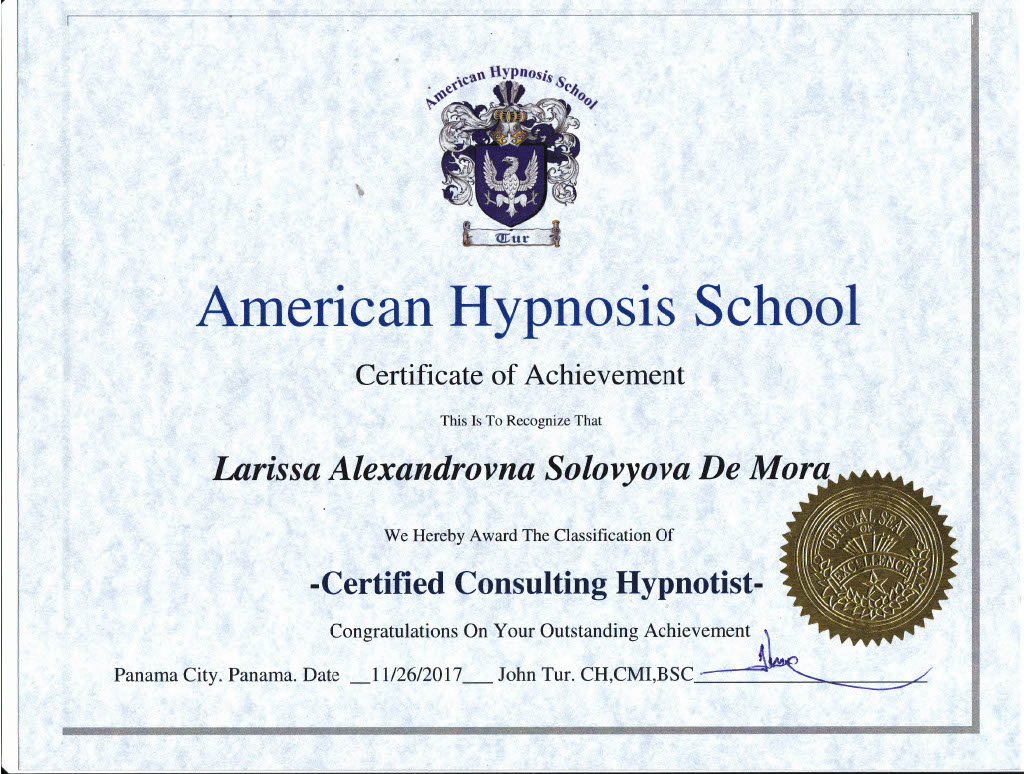 American Hypnosis School
Tur
American Hypnosis School
Certificate of Achievement
This Is To Recognize That
Larissa Alexandrovna Solovyova De Mora
We Hereby Award The Classification Of
OFFICIAL SEAL
OF
EXCELLENCE
-Certified Consulting Hypnotist-
Congratulations On Your Outstanding Achievement
Panama City. Panama. Date __11/26/2017___ John Tur. CH,CMI,BSC